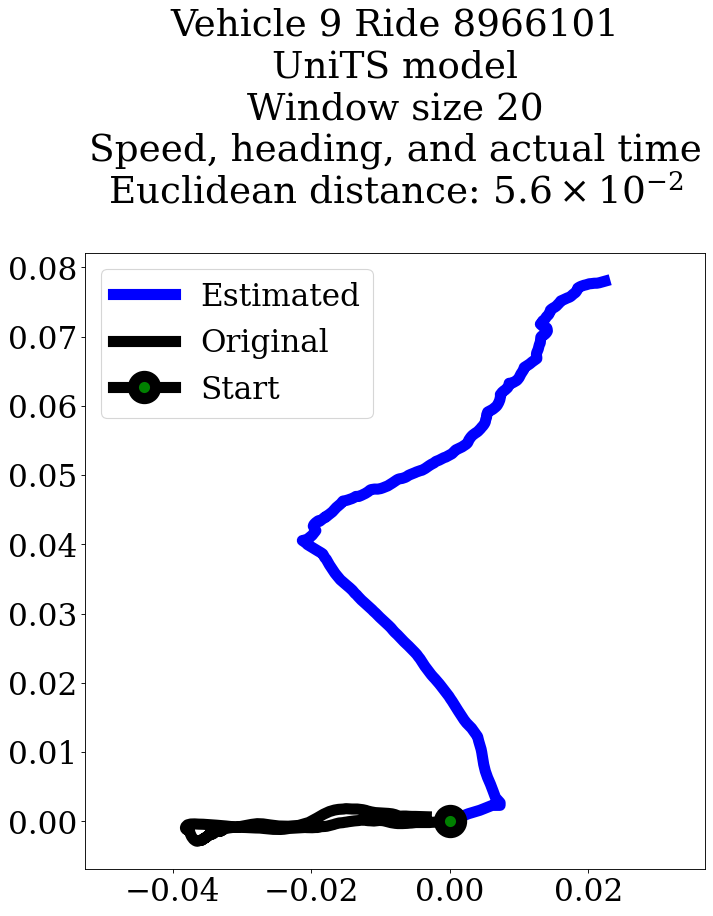 Vehicle 9 Ride 8966101
UniTS model
Window size 20
Speed, heading, and actual time
Euclidean distance: 5.6 × 10⁻²
Estimated
Original
Start
0.08
0.07
0.06
0.05
0.04
0.03
0.02
0.01
0.00
−0.04 −0.02 0.00 0.02